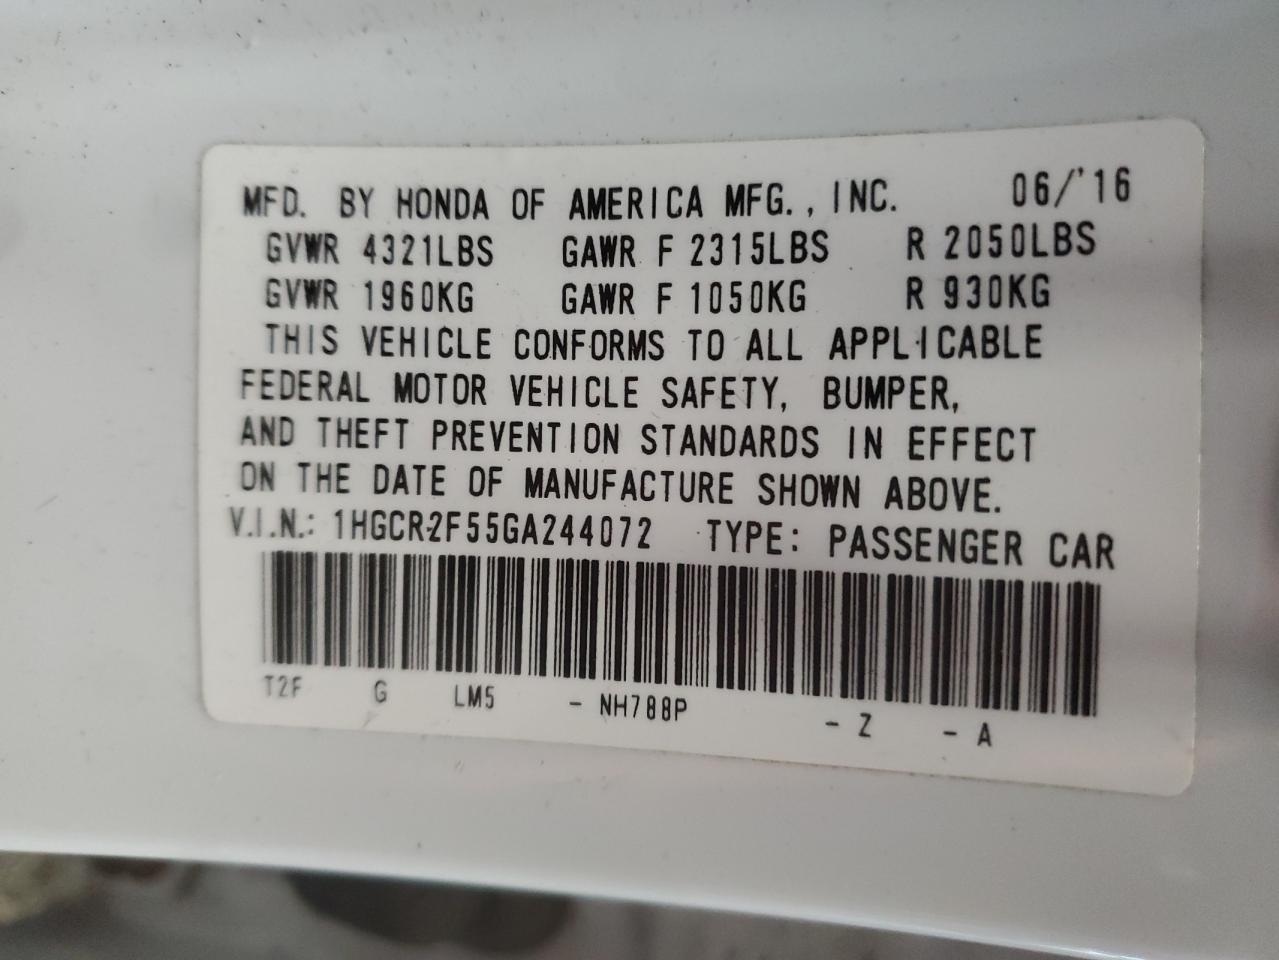 MFD. BY HONDA OF AMERICA MFG., INC. 06/'16
GVWR 4321LBS GAWR F 2315LBS R 2050LBS
GVWR 1960KG GAWR F 1050KG R 930KG
THIS VEHICLE CONFORMS TO ALL APPLICABLE
FEDERAL MOTOR VEHICLE SAFETY, BUMPER,
AND THEFT PREVENTION STANDARDS IN EFFECT
ON THE DATE OF MANUFACTURE SHOWN ABOVE.
V.I.N.: 1HGCR2F55GA244072 TYPE: PASSENGER CAR
T2F G LM5 - NH788P - Z - A